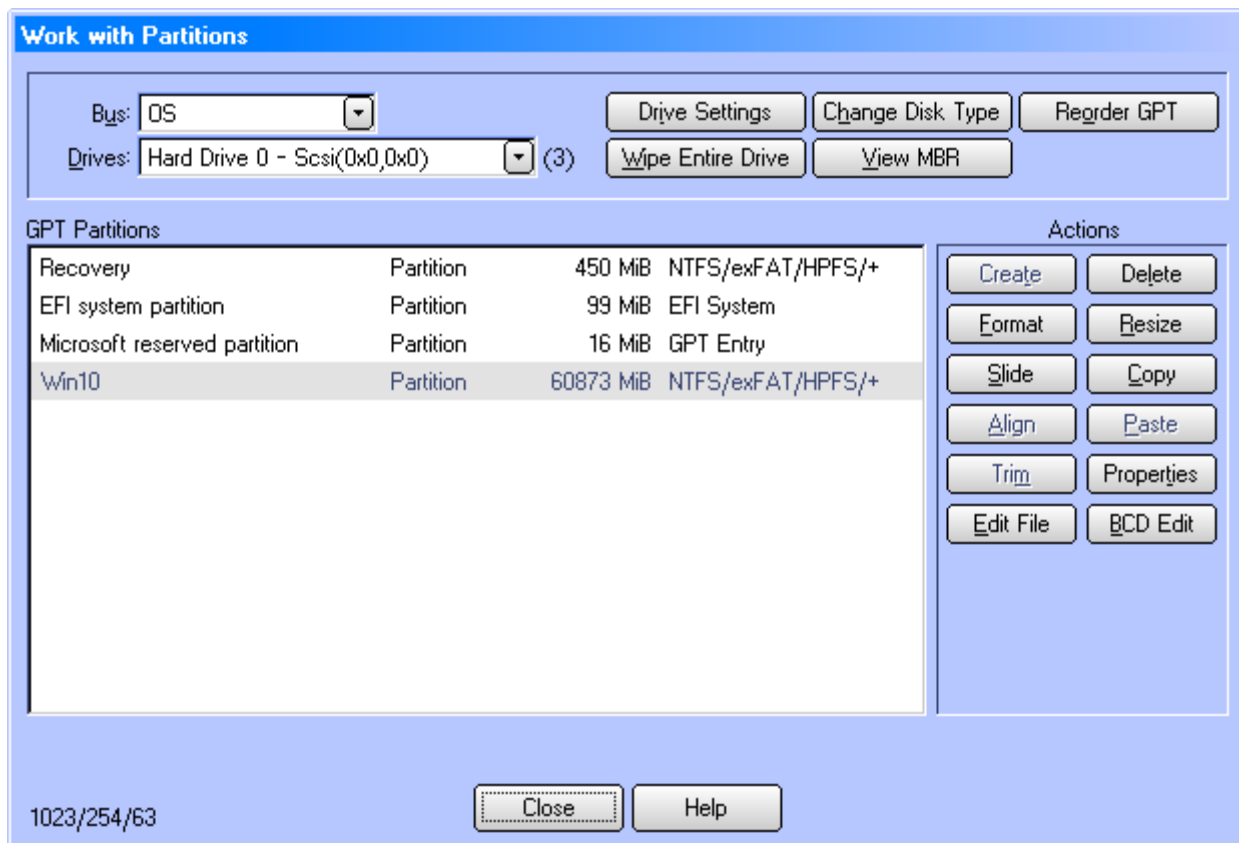 Work with Partitions
Bus: OS
Drive Settings Change Disk Type Reorder GPT
Drives: Hard Drive 0 - Scsi(0x0,0x0) (3)
Wipe Entire Drive View MBR
GPT Partitions
Actions
Recovery Partition 450 MiB NTFS/exFAT/HPFS/+
EFI system partition Partition 99 MiB EFI System
Microsoft reserved partition Partition 16 MiB GPT Entry
Win10 Partition 60873 MiB NTFS/exFAT/HPFS/+
Create Delete
Format Resize
Slide Copy
Align Paste
Trim Properties
Edit File BCD Edit
1023/254/63
Close Help